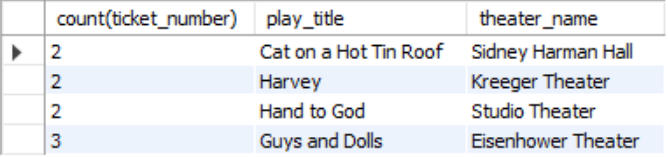 count(ticket_number) play_title theater_name
2 Cat on a Hot Tin Roof Sidney Harman Hall
2 Harvey Kreeger Theater
2 Hand to God Studio Theater
3 Guys and Dolls Eisenhower Theater